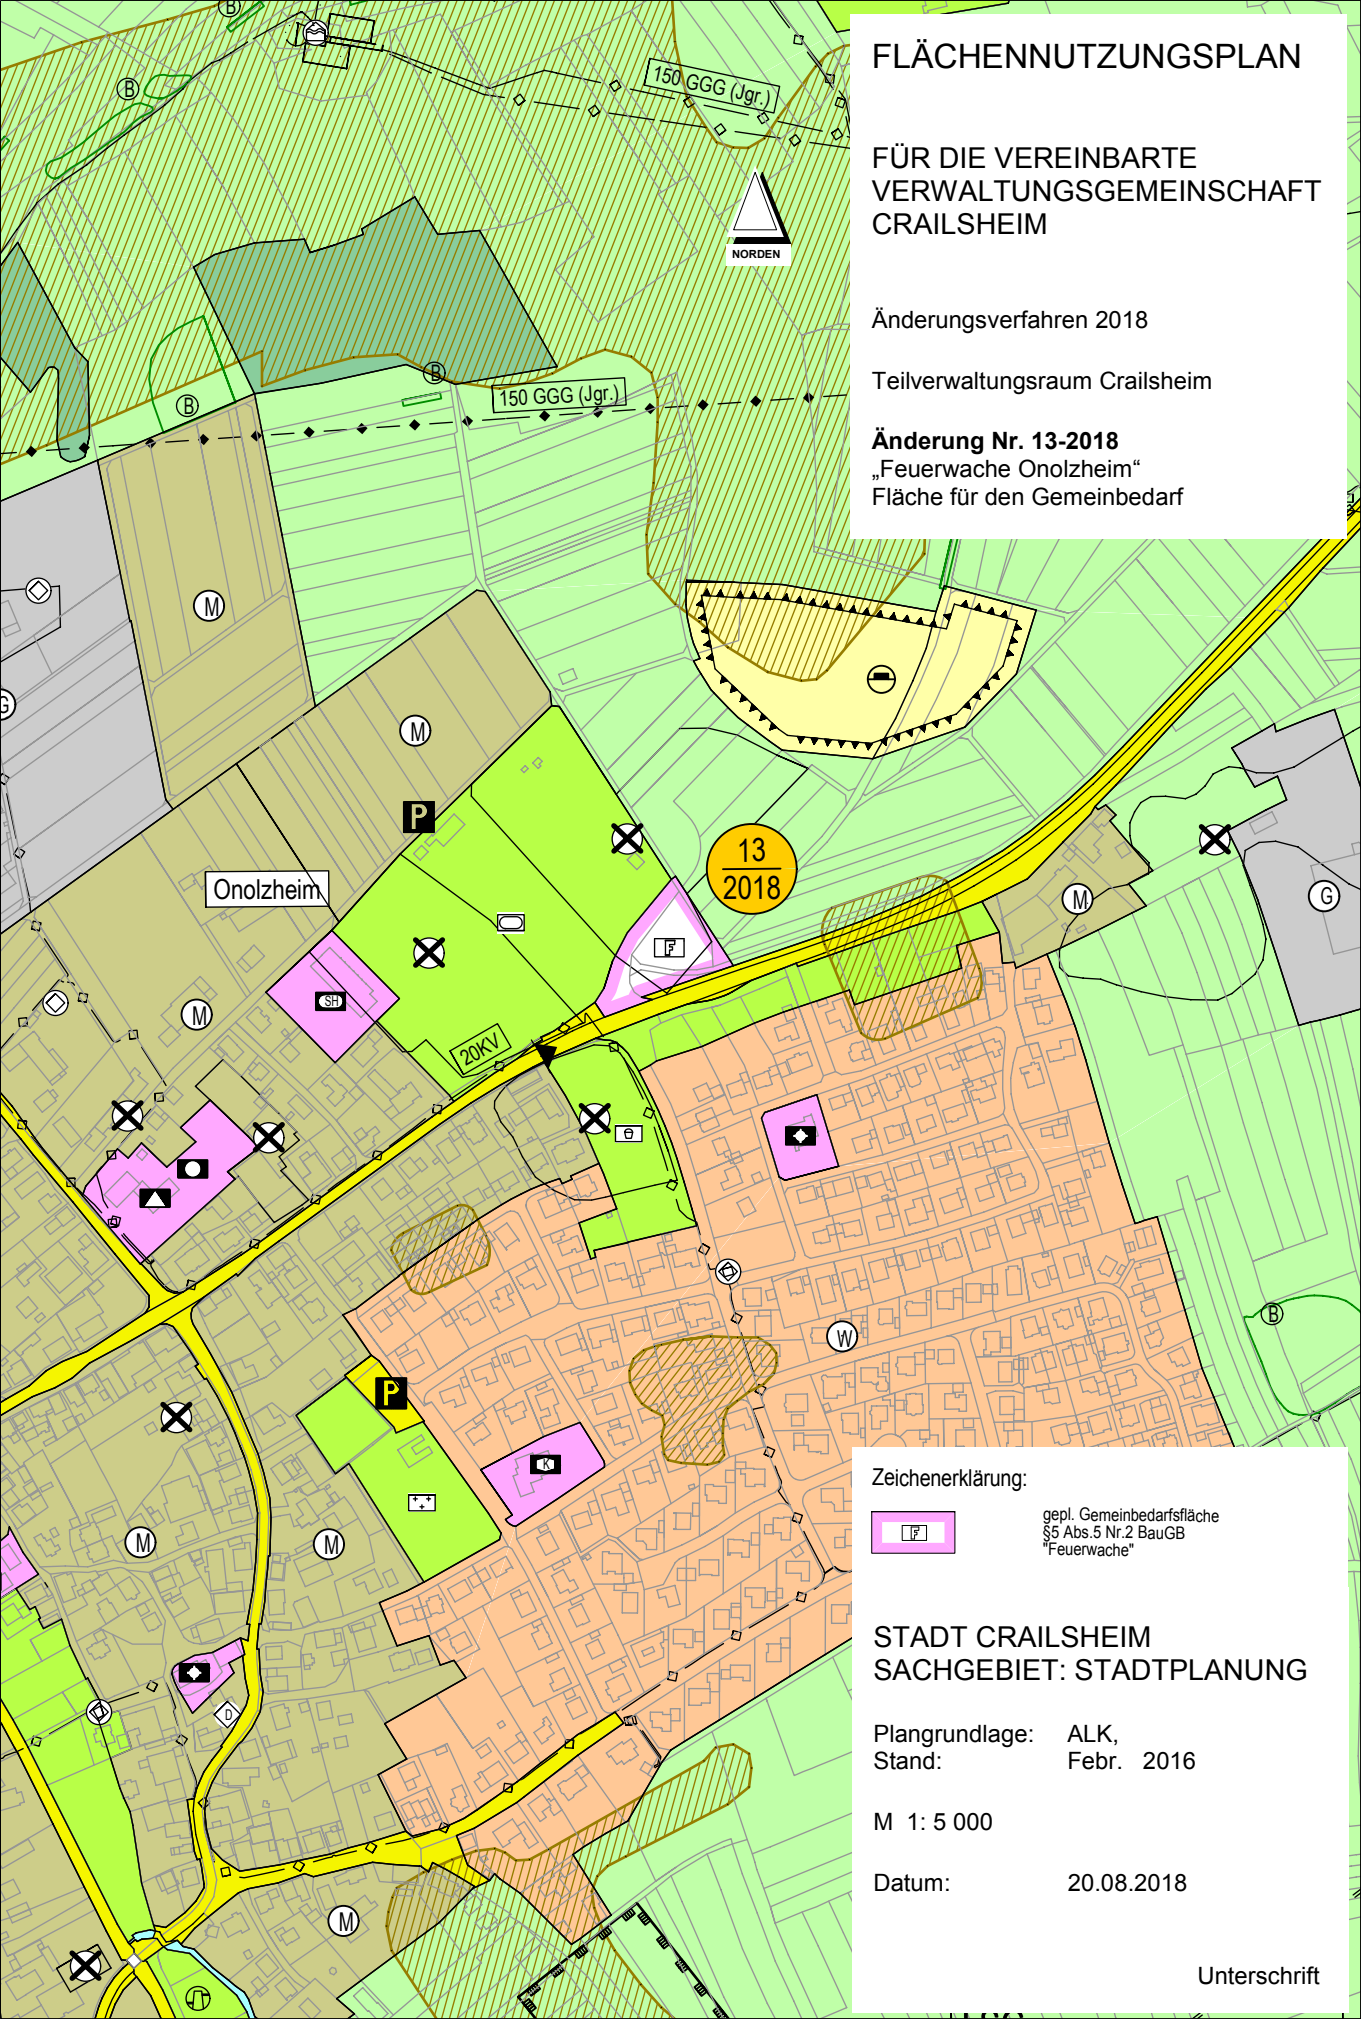 FLÄCHENNUTZUNGSPLAN
FÜR DIE VEREINBARTE
VERWALTUNGSGEMEINSCHAFT
CRAILSHEIM
Änderungsverfahren 2018
Teilverwaltungsraum Crailsheim
Änderung Nr. 13-2018
„Feuerwache Onolzheim“
Fläche für den Gemeinbedarf
B
B
150 GGG (Jgr.)
NORDEN
B
B
150 GGG (Jgr.)
M
G
M
P
13
2018
Onolzheim
M
G
F
SH
M
20KV
B
W
P
K
M
M
D
M
Zeichenerklärung:
F
gepl. Gemeinbedarfsfläche
§5 Abs.5 Nr.2 BauGB
"Feuerwache"
STADT CRAILSHEIM
SACHGEBIET: STADTPLANUNG
Plangrundlage: ALK,
Stand: Febr. 2016
M 1: 5 000
Datum: 20.08.2018
Unterschrift